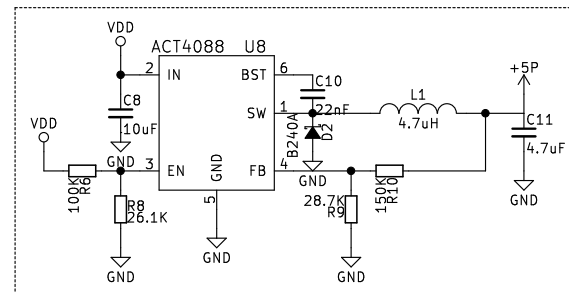 VDD
ACT4088 U8
2 IN
BST 6
C10
22nF
C8
10uF
GND
SW 1
L1
4.7uH
+5P
C11
4.7uF
GND
B240A
D2
GND
VDD
100K
R6
3 EN
GND
5
FB 4
R8
26.1K
GND
GND
28.7K
R9
GND
150K
R10